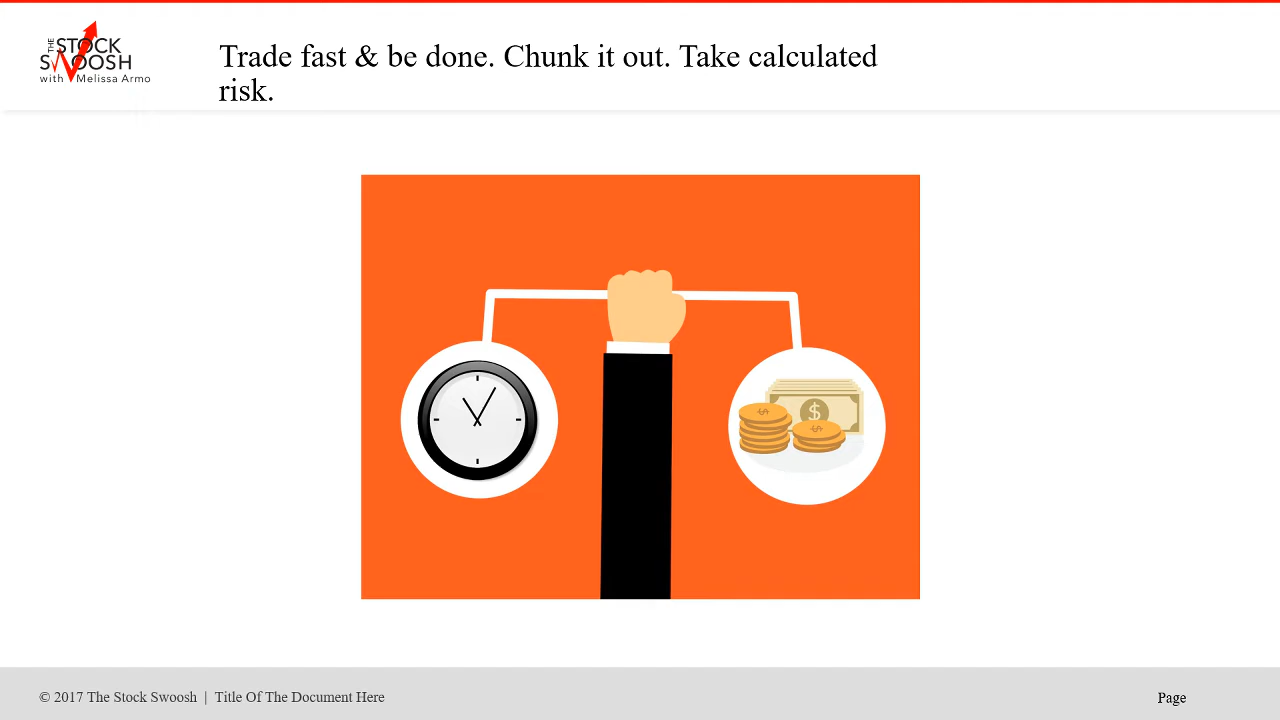 THE STOCK
SWOOSH
with Melissa Armo
Trade fast & be done. Chunk it out. Take calculated
risk.
$
$
$
© 2017 The Stock Swoosh | Title Of The Document Here
Page